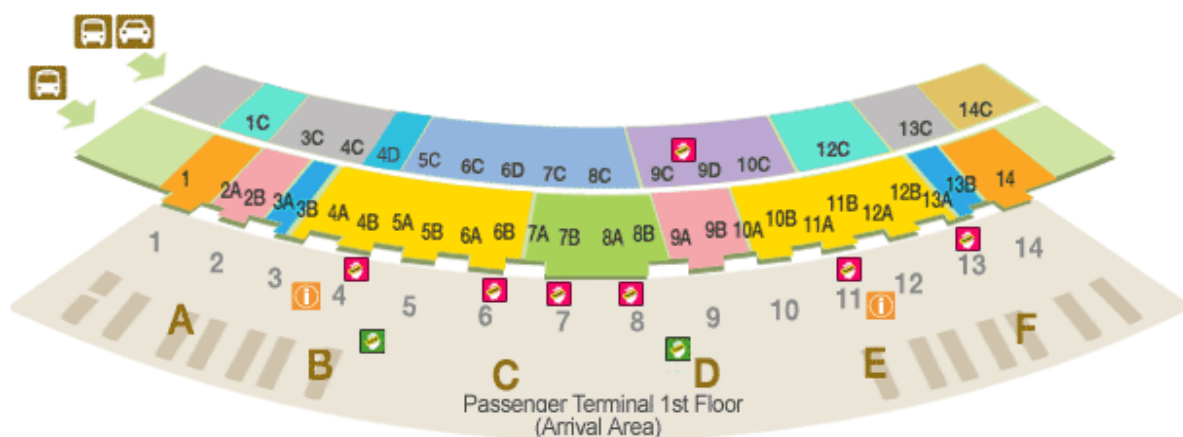 1C 3C 4C 4D 5C 6C 6D 7C 8C 9C 9D 10C 12C 13C 14C
1 2A 2B 3A 3B 4A 4B 5A 5B 6A 6B 7A 7B 8A 8B 9A 9B 10A 10B 11A 11B 12A 12B 13A 13B 14
1 2 3 4 5 6 7 8 9 10 11 12 13 14
i i
A B C D E F
Passenger Terminal 1st Floor
(Arrival Area)